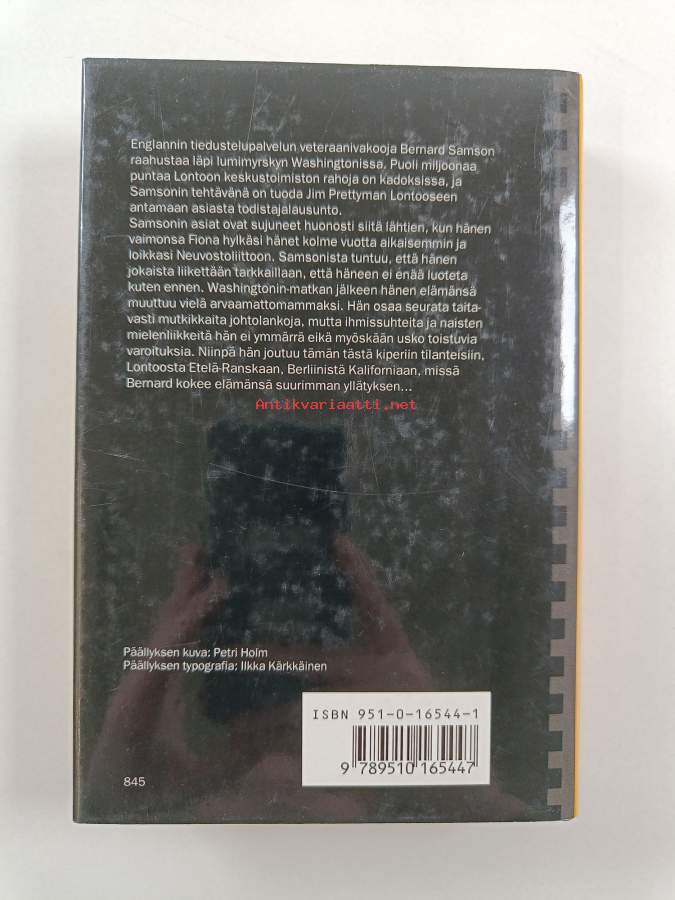 Englannin tiedustelupalvelun veteraanivakooja Bernard Samson
raahustaa läpi lumimyrskyn Washingtonissa. Puoli miljoonaa
puntaa Lontoon keskustoimiston rahoja on kadoksissa, ja
Samsonin tehtävänä on tuoda Jim Prettyman Lontooseen
antamaan asiasta todistajalausunto.
Samsonin asiat ovat sujuneet huonosti siitä lähtien, kun hänen
vaimonsa Fiona hylkäsi hänet kolme vuotta aikaisemmin ja
loikkasi Neuvostoliittoon. Samsonista tuntuu, että hänen
jokaista liikettään tarkkaillaan, että häneen ei enää luoteta
kuten ennen. Washingtonin-matkan jälkeen hänen elämänsä
muuttuu vielä arvaamattomammaksi. Hän osaa seurata taita-
vasti mutkikkaita johtolankoja, mutta ihmissuhteita ja naisten
mielenliikkeitä hän ei ymmärrä eikä myöskään usko toistuvia
varoituksia. Niinpä hän joutuu tämän tästä kiperiin tilanteisiin,
Lontoosta Etelä-Ranskaan, Berliinistä Kaliforniaan, missä
Bernard kokee elämänsä suurimman yllätyksen...
Antikvariaatti.net
Päällyksen kuva: Petri Holm
Päällyksen typografia: Ilkka Kärkkäinen
ISBN 951-0-16544-1
9 789510 165447
845